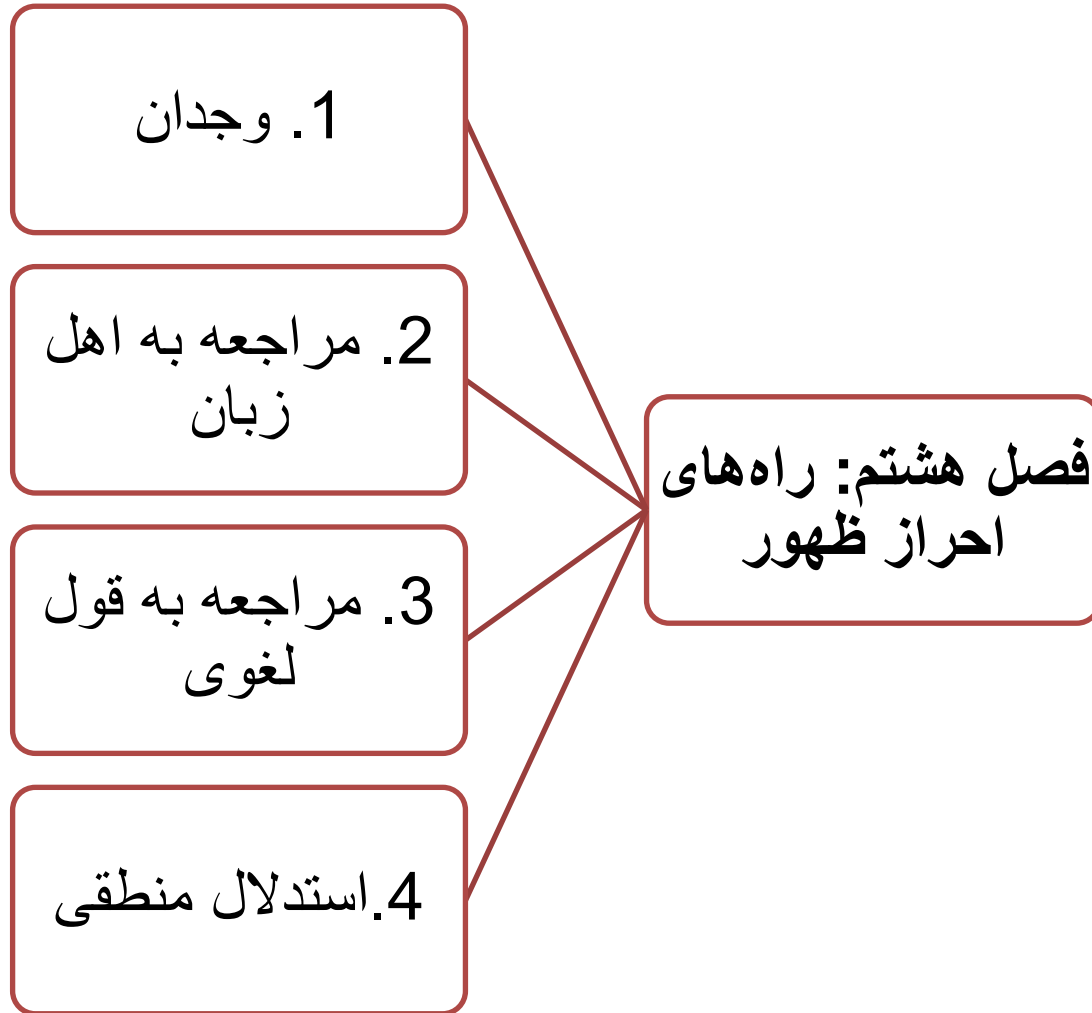 فصل هشتم: راه‌های
احراز ظهور
1. وجدان
2. مراجعه به اهل
زبان
3. مراجعه به قول
لغوی
4.استدلال منطقی